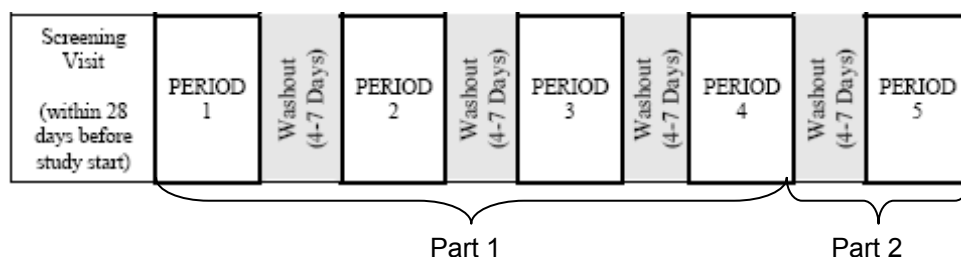 Screening
Visit
(within 28
days before
study start)
PERIOD
1
Washout
(4-7 Days)
PERIOD
2
Washout
(4-7 Days)
PERIOD
3
Washout
(4-7 Days)
PERIOD
4
Washout
(4-7 Days)
PERIOD
5
Part 1
Part 2